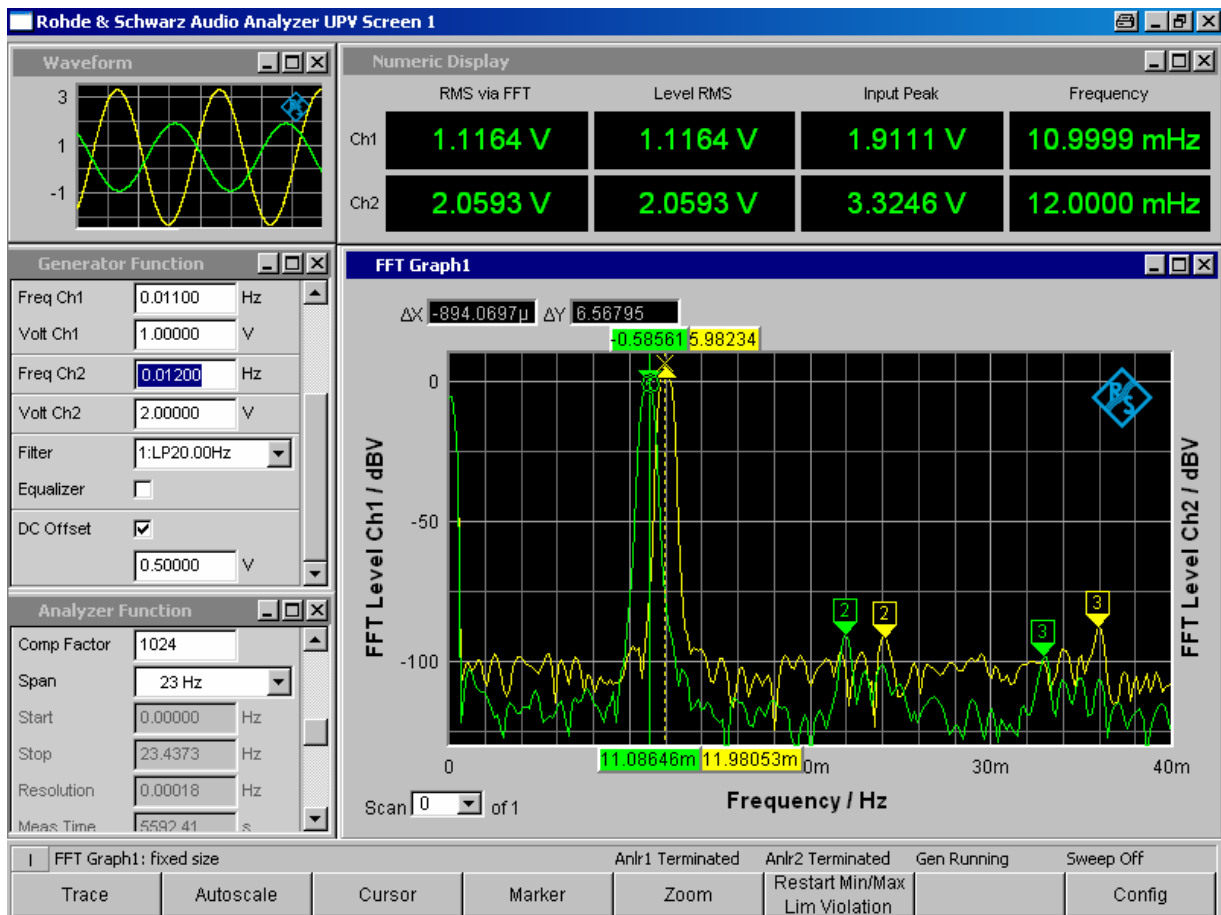 Rohde & Schwarz Audio Analyzer UPV Screen 1
Waveform
3
1
-1
Numeric Display
RMS via FFT Level RMS Input Peak Frequency
Ch1 1.1164 V 1.1164 V 1.9111 V 10.9999 mHz
Ch2 2.0593 V 2.0593 V 3.3246 V 12.0000 mHz
Generator Function
Freq Ch1 0.01100 Hz
Volt Ch1 1.00000 V
Freq Ch2 0.01200 Hz
Volt Ch2 2.00000 V
Filter 1:LP20.00Hz
Equalizer
DC Offset
0.50000 V
Analyzer Function
Comp Factor 1024
Span 23 Hz
Start 0.00000 Hz
Stop 23.4373 Hz
Resolution 0.00018 Hz
Meas Time 5592.41 s
FFT Graph1
ΔX -894.0697µ ΔY 6.56795
-0.58561 5.98234
FFT Level Ch1 / dBV
0
-50
-100
2 2 3 3
R&S
FFT Level Ch2 / dBV
11.08646m 11.98053m
0 0m 30m 40m
Frequency / Hz
Scan 0 of 1
FFT Graph1: fixed size Anlr1 Terminated Anlr2 Terminated Gen Running Sweep Off
Trace Autoscale Cursor Marker Zoom Restart Min/Max Lim Violation Config